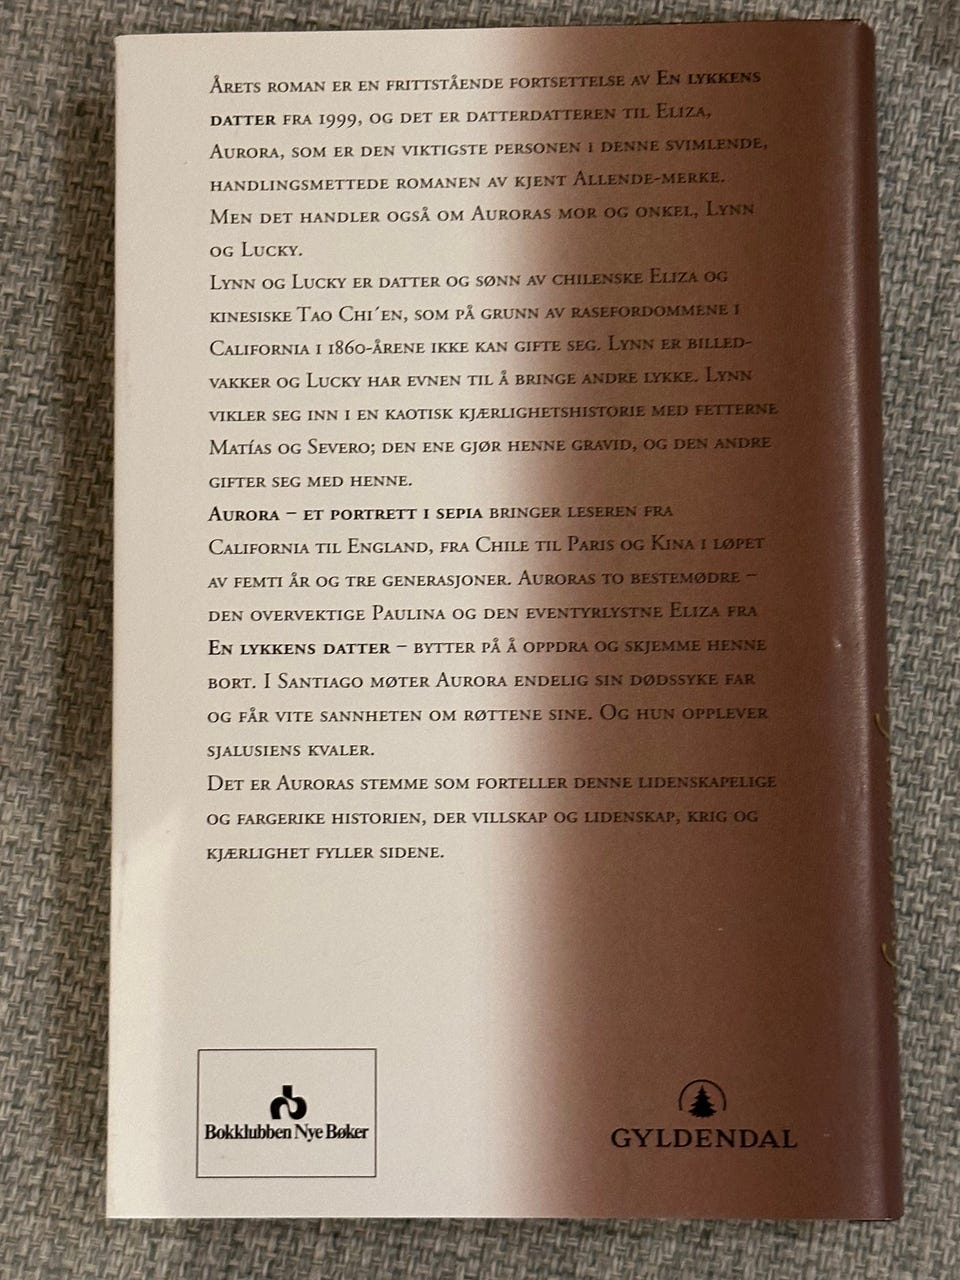 Årets roman er en frittstående fortsettelse av En lykkens
datter fra 1999, og det er datterdatteren til Eliza,
Aurora, som er den viktigste personen i denne svimlende,
handlingsmettede romanen av kjent Allende-merke.
Men det handler også om Auroras mor og onkel, Lynn
og Lucky.
Lynn og Lucky er datter og sønn av chilenske Eliza og
kinesiske Tao Chi´en, som på grunn av rasefordommene i
California i 1860-årene ikke kan gifte seg. Lynn er billed-
vakker og Lucky har evnen til å bringe andre lykke. Lynn
vikler seg inn i en kaotisk kjærlighetshistorie med fetterne
Matías og Severo; den ene gjør henne gravid, og den andre
gifter seg med henne.
Aurora – et portrett i sepia bringer leseren fra
California til England, fra Chile til Paris og Kina i løpet
av femti år og tre generasjoner. Auroras to bestemødre –
den overvektige Paulina og den eventyrlystne Eliza fra
En lykkens datter – bytter på å oppdra og skjemme henne
bort. I Santiago møter Aurora endelig sin dødssyke far
og får vite sannheten om røttene sine. Og hun opplever
sjalusiens kvaler.
Det er Auroras stemme som forteller denne lidenskapelige
og fargerike historien, der villskap og lidenskap, krig og
kjærlighet fyller sidene.
Bokklubben Nye Bøker
GYLDENDAL